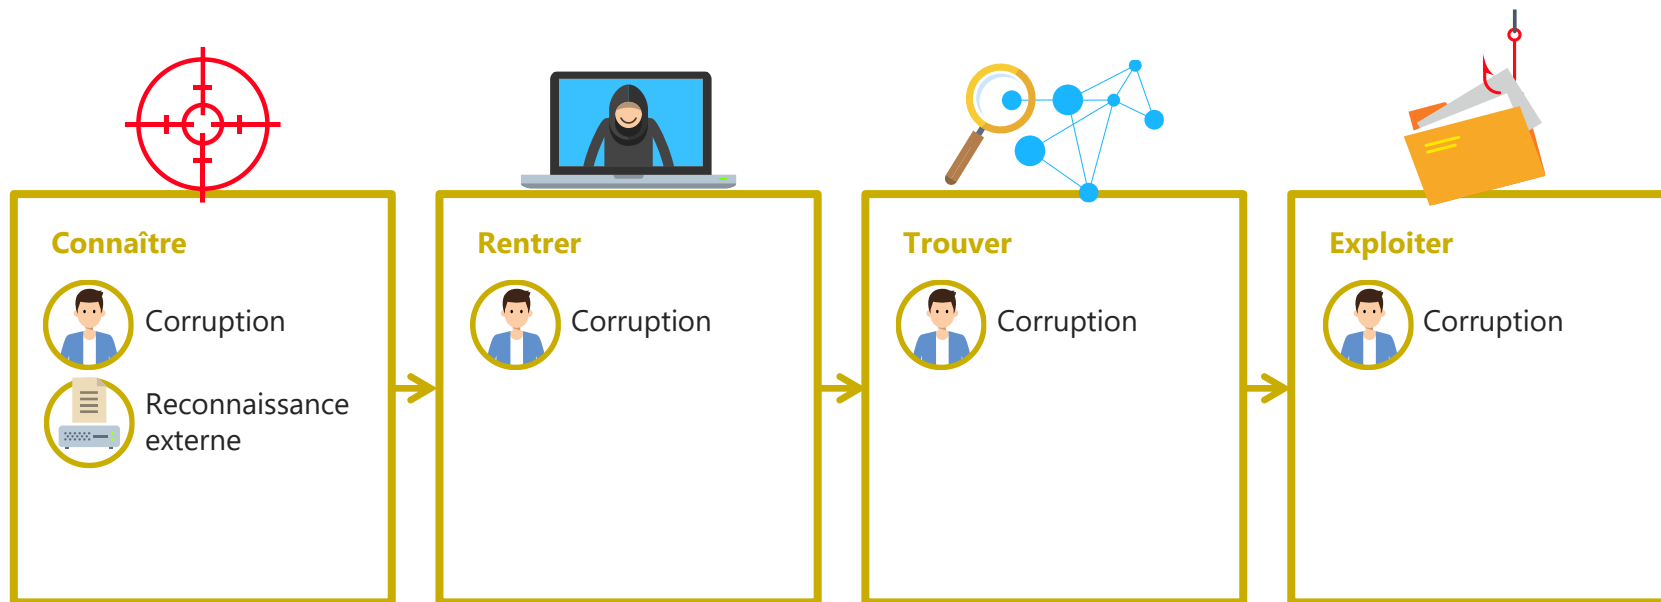 Connaître
Corruption
Reconnaissance
externe
Rentrer
Corruption
Trouver
Corruption
Exploiter
Corruption